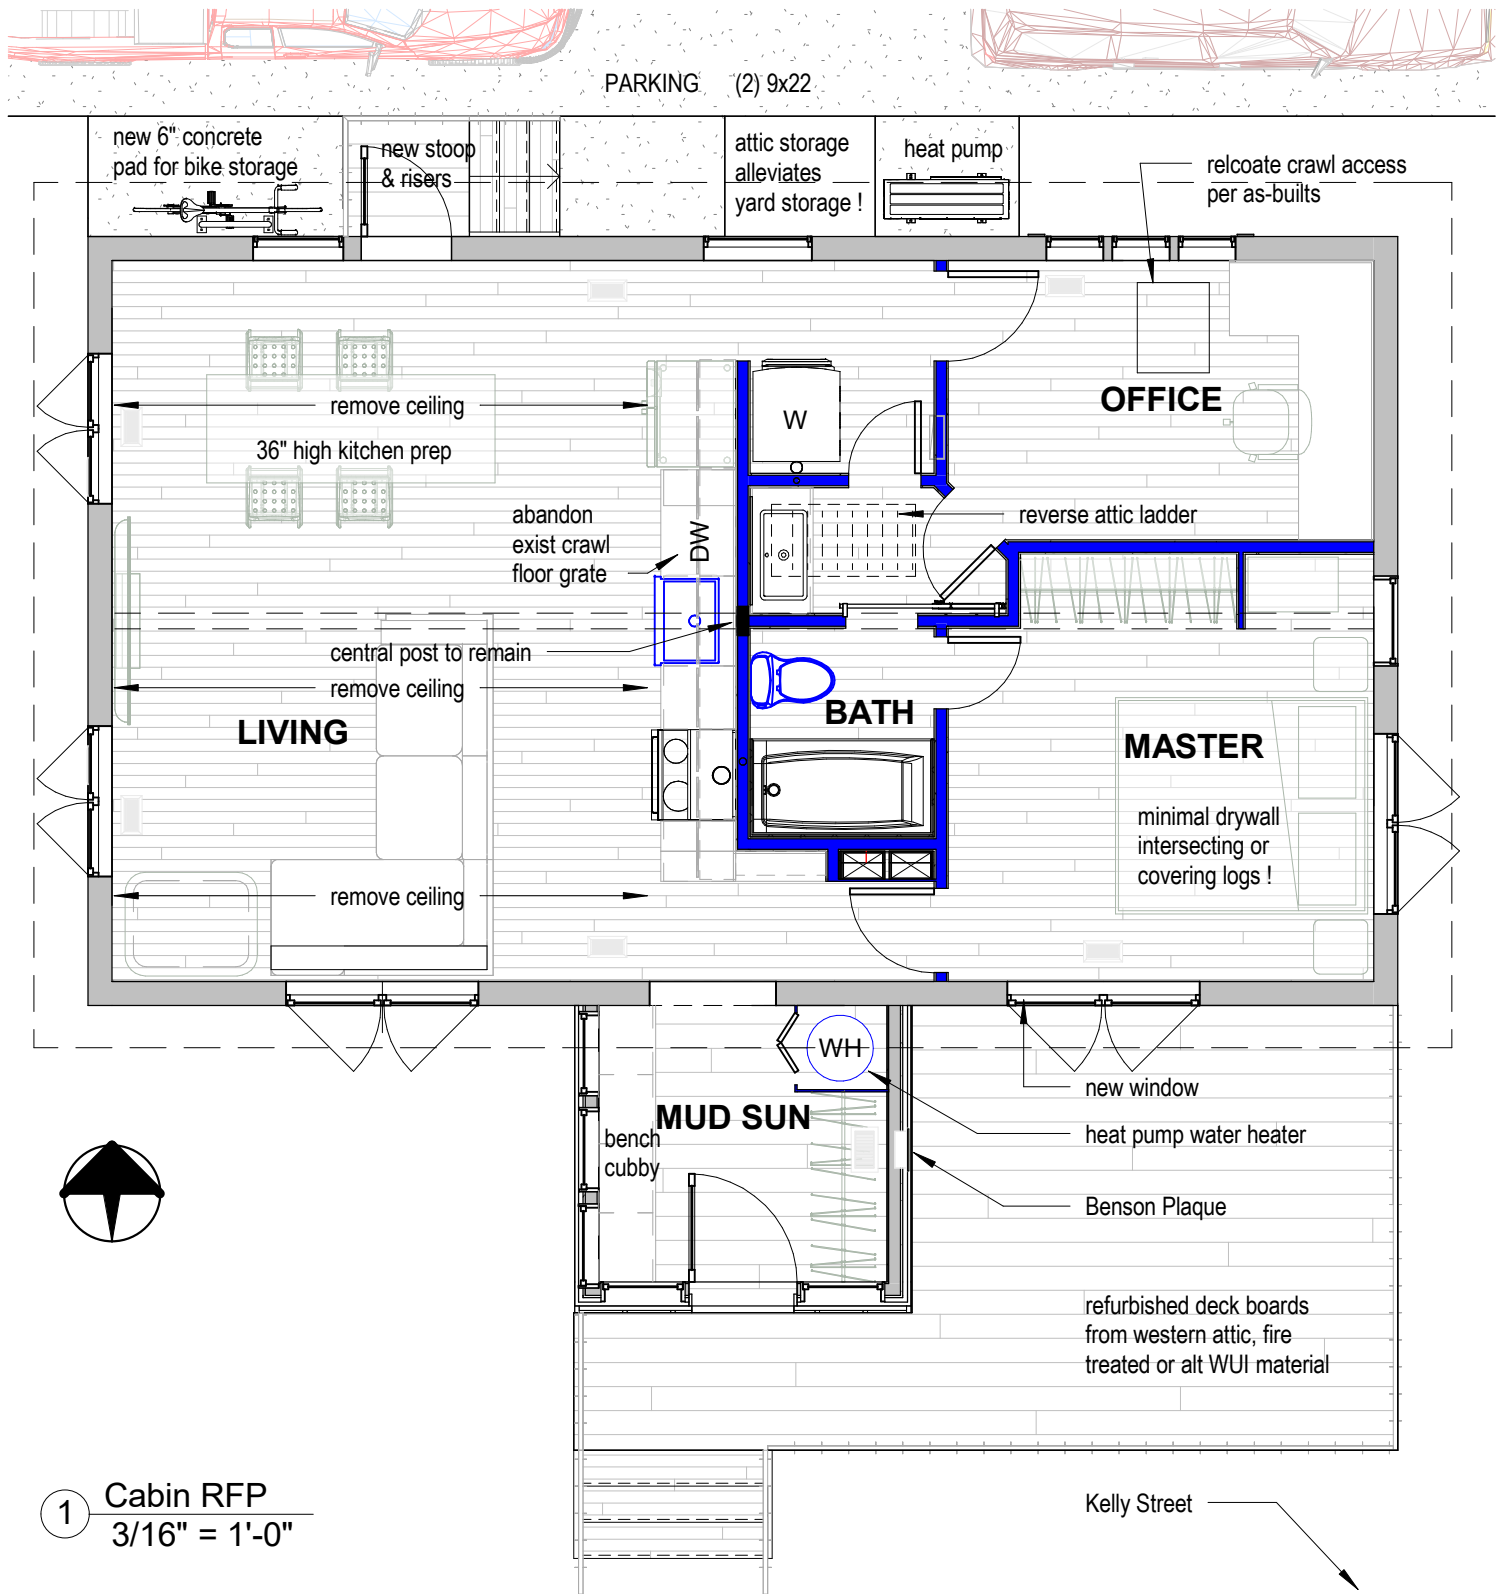 PARKING (2) 9x22
new 6" concrete
pad for bike storage
new stoop
& risers
attic storage
alleviates
yard storage !
heat pump
relcoate crawl access
per as-builts
remove ceiling
36" high kitchen prep
W
OFFICE
abandon
exist crawl
floor grate
DW
reverse attic ladder
central post to remain
remove ceiling
LIVING
BATH
MASTER
minimal drywall
intersecting or
covering logs !
remove ceiling
WH
MUD SUN
bench
cubby
new window
heat pump water heater
Benson Plaque
refurbished deck boards
from western attic, fire
treated or alt WUI material
1
Cabin RFP
3/16" = 1'-0"
Kelly Street